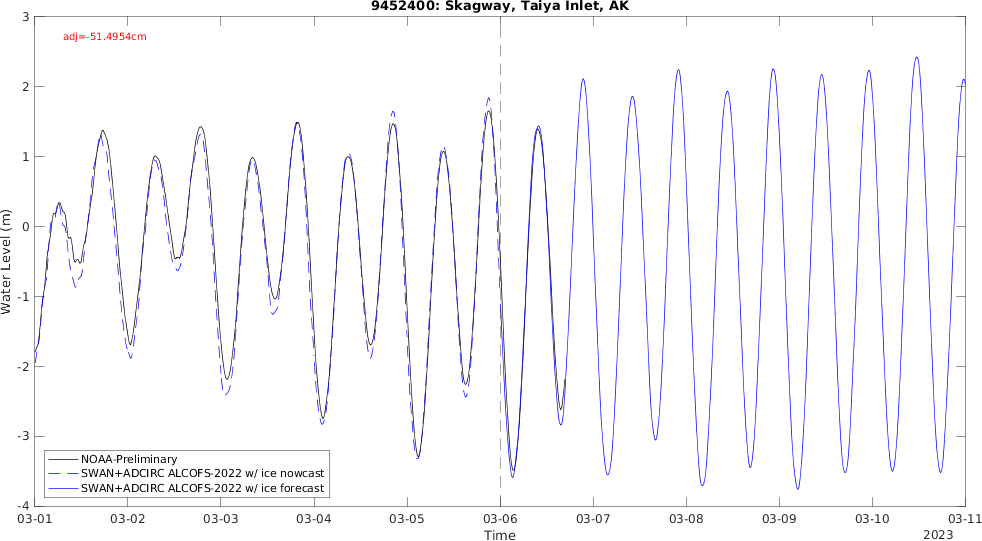 9452400: Skagway, Taiya Inlet, AK
adj=-51.4954cm
3
2
1
0
-1
-2
-3
-4
Water Level (m)
NOAA-Preliminary
SWAN+ADCIRC ALCOFS-2022 w/ ice nowcast
SWAN+ADCIRC ALCOFS-2022 w/ ice forecast
03-01 03-02 03-03 03-04 03-05 03-06 03-07 03-08 03-09 03-10 03-11
Time
2023